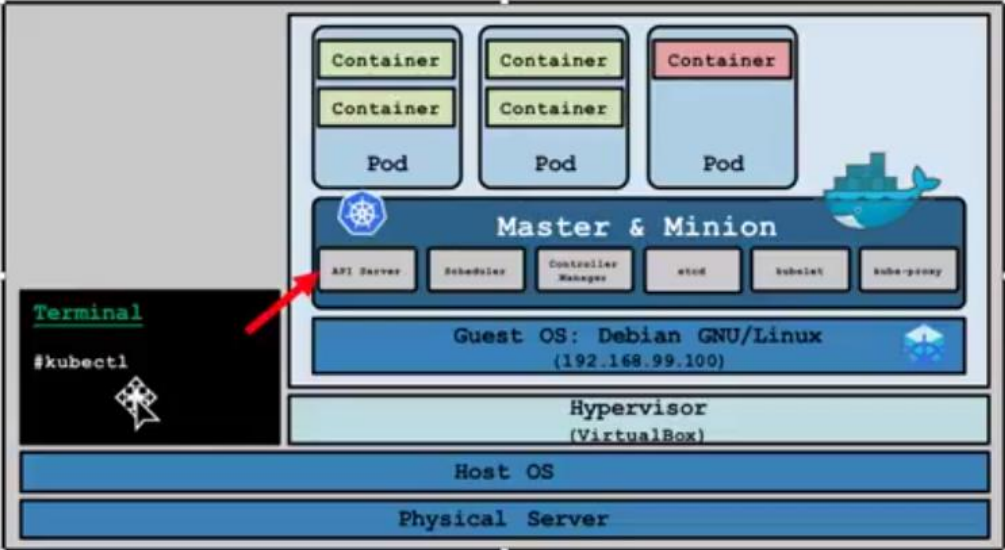 Container Container Container
Container Container
Pod Pod Pod
Master & Minion
API Server Scheduler Controller Manager etcd kubelet kube-proxy
Terminal
#kubectl
Guest OS: Debian GNU/Linux
(192.168.99.100)
Hypervisor
(VirtualBox)
Host OS
Physical Server